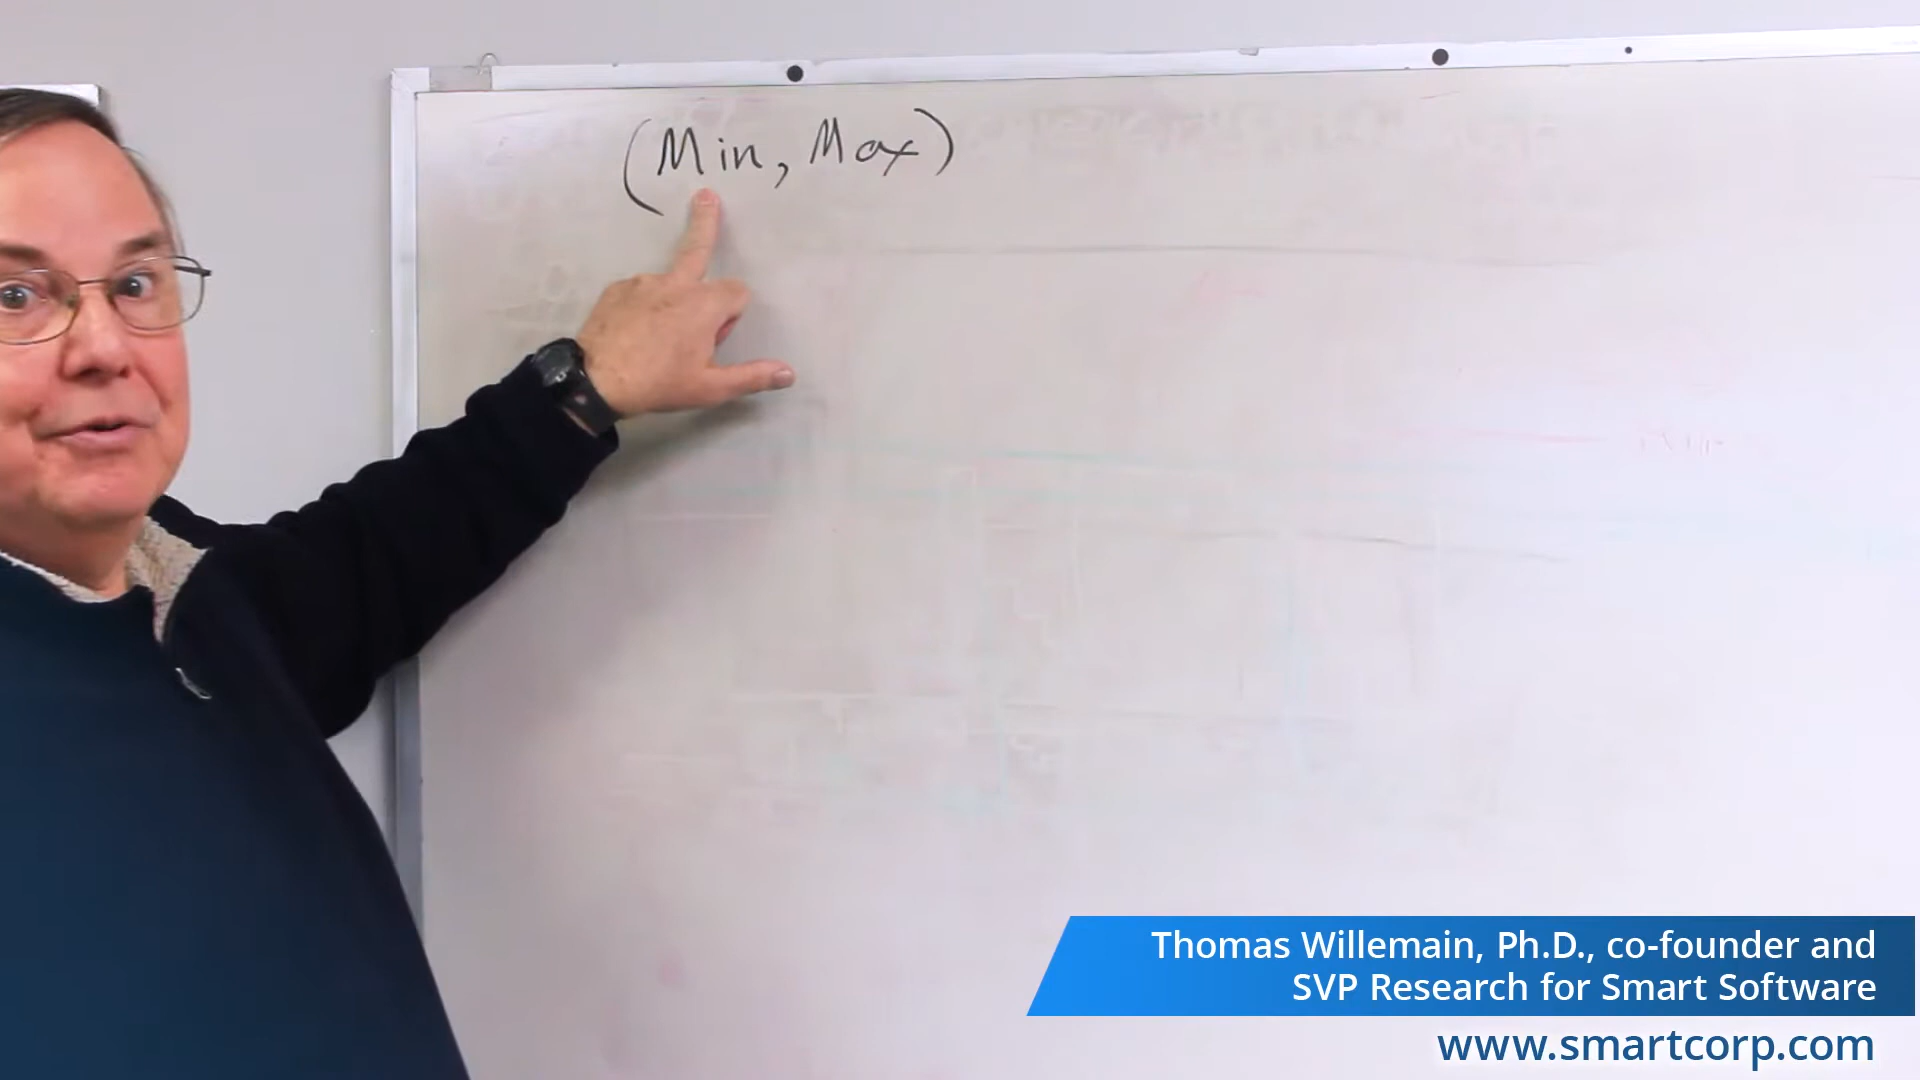 (Min, Max)
Thomas Willemain, Ph.D., co-founder and
SVP Research for Smart Software
www.smartcorp.com